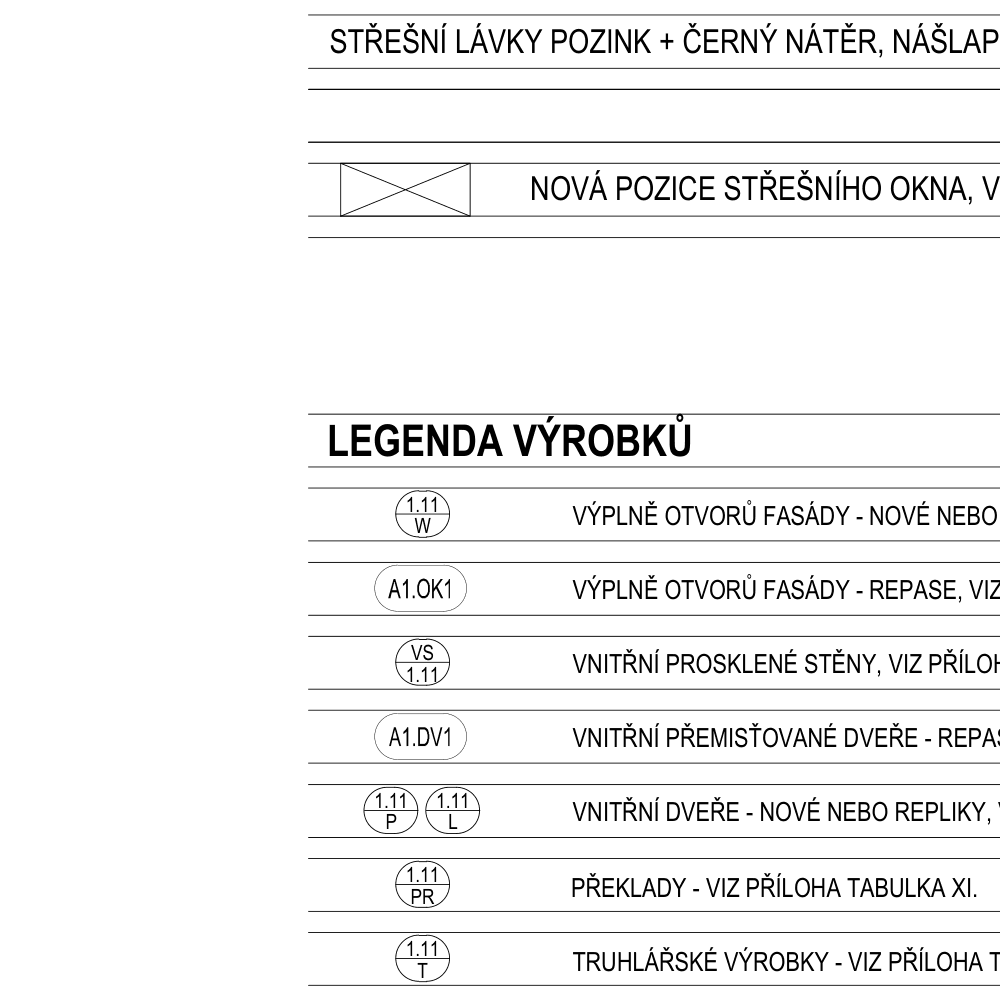 STŘEŠNÍ LÁVKY POZINK + ČERNÝ NÁTĚR, NÁŠLAP
NOVÁ POZICE STŘEŠNÍHO OKNA, V
LEGENDA VÝROBKŮ
1.11
W
VÝPLNĚ OTVORŮ FASÁDY - NOVÉ NEBO
A1.OK1
VÝPLNĚ OTVORŮ FASÁDY - REPASE, VIZ
VS
1.11
VNITŘNÍ PROSKLENÉ STĚNY, VIZ PŘÍLOH
A1.DV1
VNITŘNÍ PŘEMISŤOVANÉ DVEŘE - REPAS
1.11 1.11
P L
VNITŘNÍ DVEŘE - NOVÉ NEBO REPLIKY,
1.11
PR
PŘEKLADY - VIZ PŘÍLOHA TABULKA XI.
1.11
T
TRUHLÁŘSKÉ VÝROBKY - VIZ PŘÍLOHA T